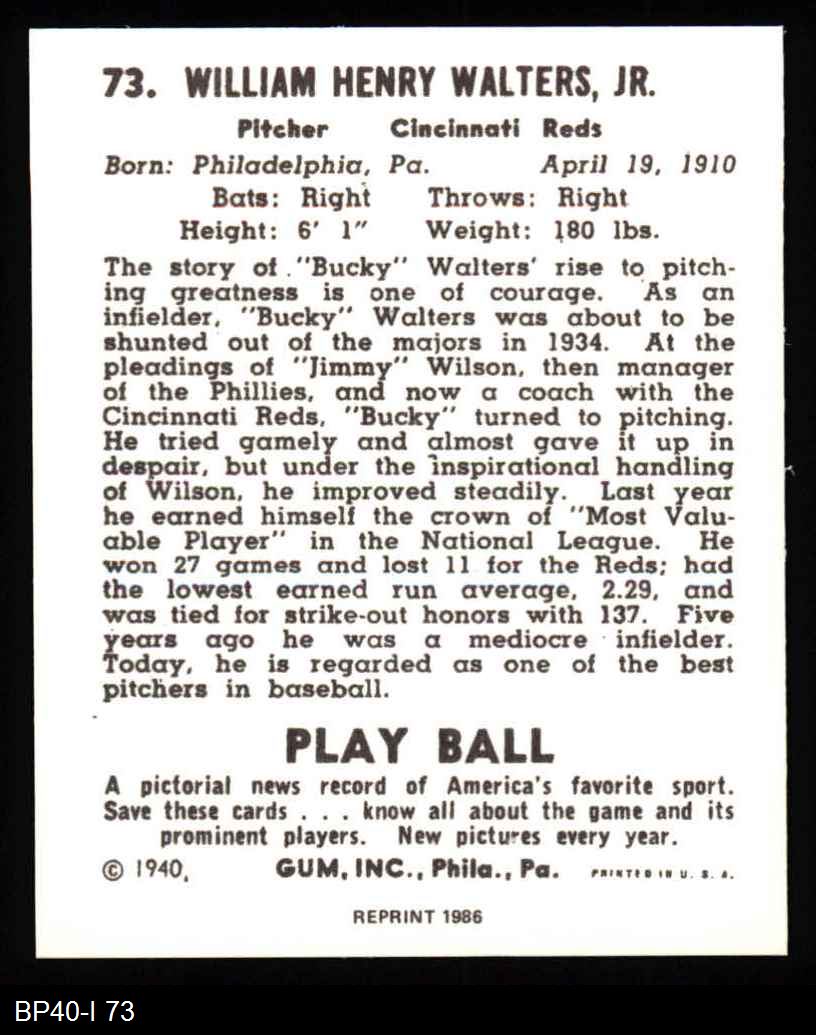 73. WILLIAM HENRY WALTERS, JR.
Pitcher Cincinnati Reds
Born: Philadelphia, Pa. April 19, 1910
Bats: Right Throws: Right
Height: 6' 1" Weight: 180 lbs.
The story of "Bucky" Walters' rise to pitch-
ing greatness is one of courage. As an
infielder, "Bucky" Walters was about to be
shunted out of the majors in 1934. At the
pleadings of "Jimmy" Wilson, then manager
of the Phillies, and now a coach with the
Cincinnati Reds, "Bucky" turned to pitching.
He tried gamely and almost gave it up in
despair, but under the inspirational handling
of Wilson, he improved steadily. Last year
he earned himself the crown of "Most Valu-
able Player" in the National League. He
won 27 games and lost 11 for the Reds; had
the lowest earned run average, 2.29, and
was tied for strike-out honors with 137. Five
years ago he was a mediocre infielder.
Today, he is regarded as one of the best
pitchers in baseball.
PLAY BALL
A pictorial news record of America's favorite sport.
Save these cards . . . know all about the game and its
prominent players. New pictures every year.
© 1940, GUM, INC., Phila., Pa. PRINTED IN U. S. A.
REPRINT 1986
BP40-I 73